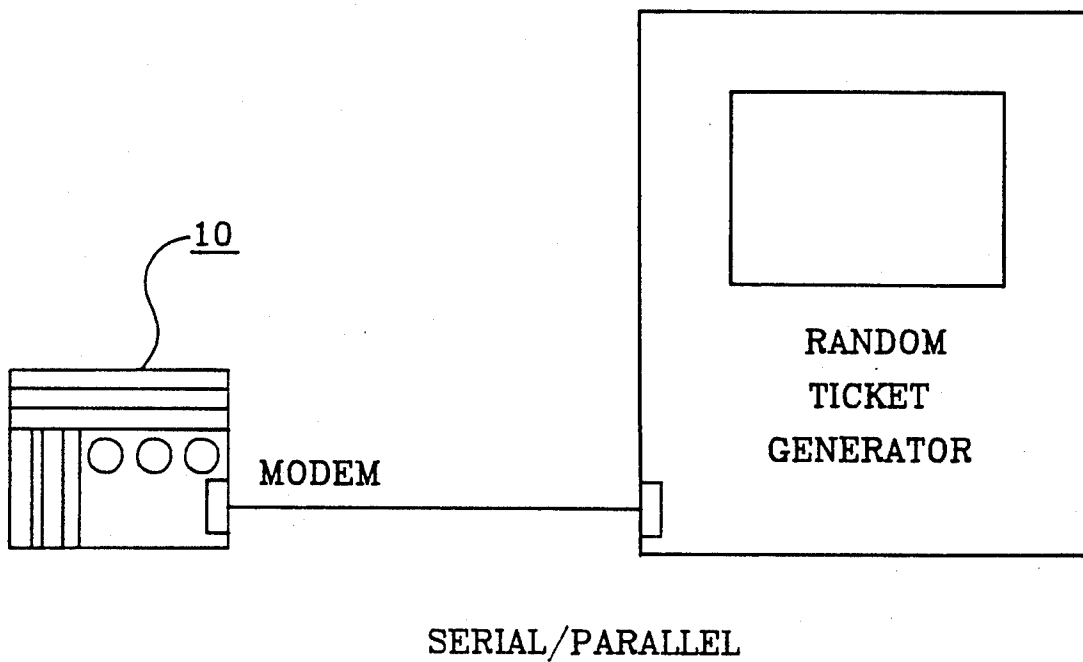 10
RANDOM
TICKET
GENERATOR
MODEM
SERIAL/PARALLEL